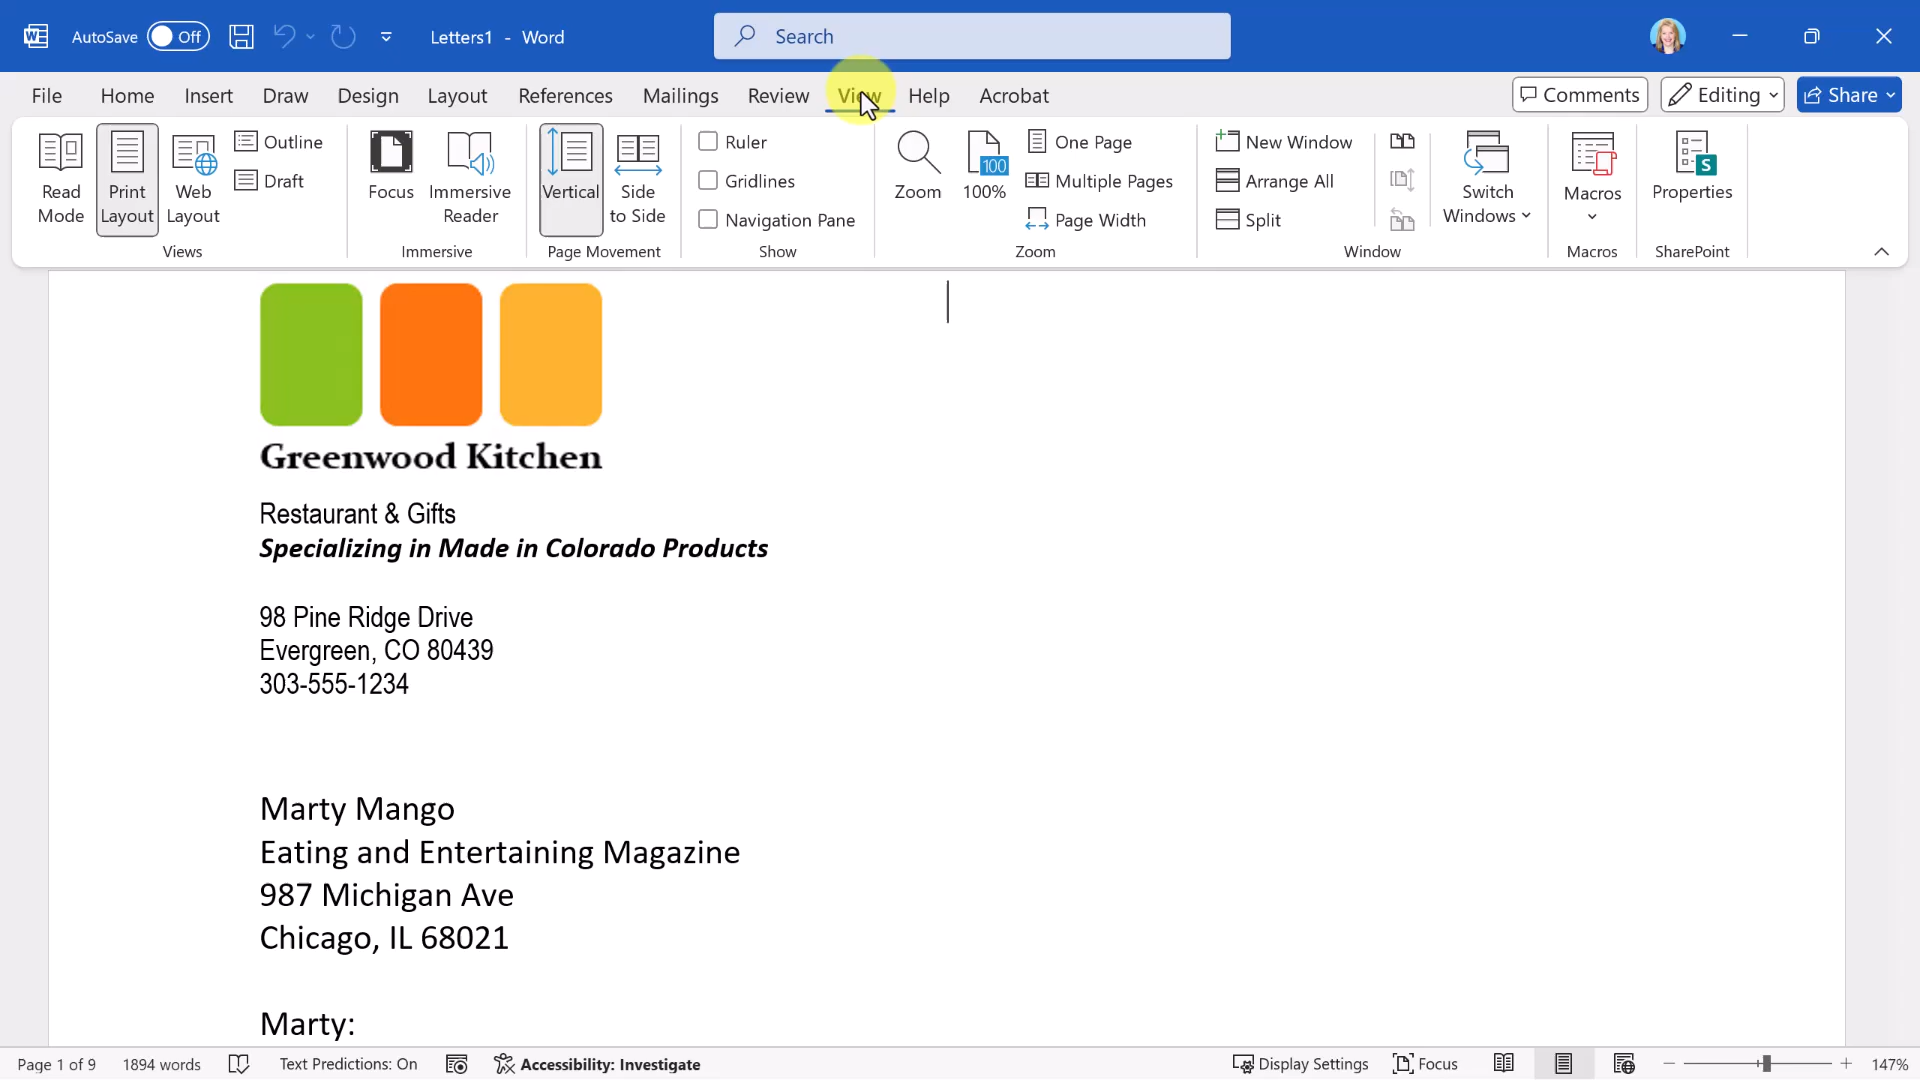 AutoSave Off Letters1 - Word Search
File Home Insert Draw Design Layout References Mailings Review View Help Acrobat Comments Editing Share
Read Mode
Print Layout
Web Layout
Outline
Draft
Views
Focus
Immersive Reader
Immersive
Vertical
Side to Side
Page Movement
Ruler
Gridlines
Navigation Pane
Show
Zoom
100
100%
One Page
Multiple Pages
Page Width
Zoom
New Window
Arrange All
Split
Switch Windows
Window
Macros
Macros
S
Properties
SharePoint
Greenwood Kitchen
Restaurant & Gifts
Specializing in Made in Colorado Products
98 Pine Ridge Drive
Evergreen, CO 80439
303-555-1234
Marty Mango
Eating and Entertaining Magazine
987 Michigan Ave
Chicago, IL 68021
Marty:
Page 1 of 9 1894 words Text Predictions: On Accessibility: Investigate Display Settings Focus 147%